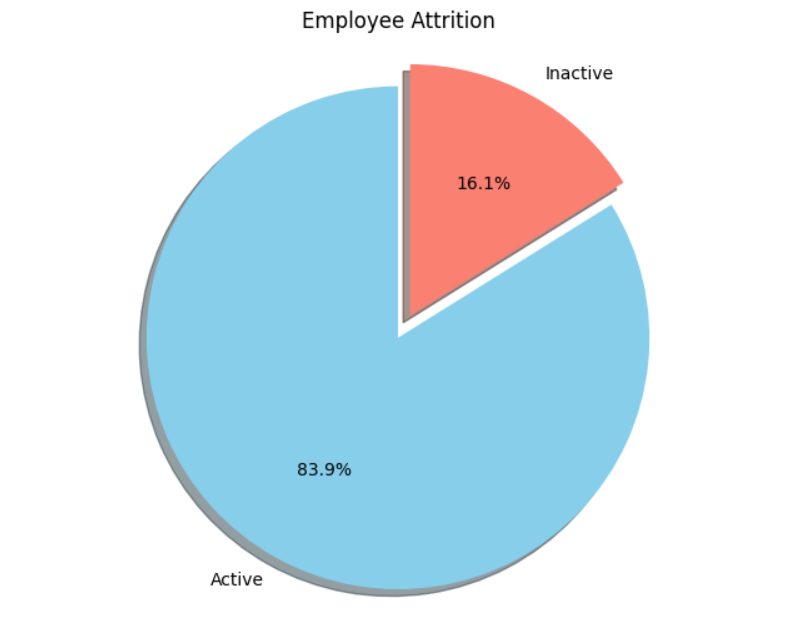 Employee Attrition
Inactive
16.1%
83.9%
Active